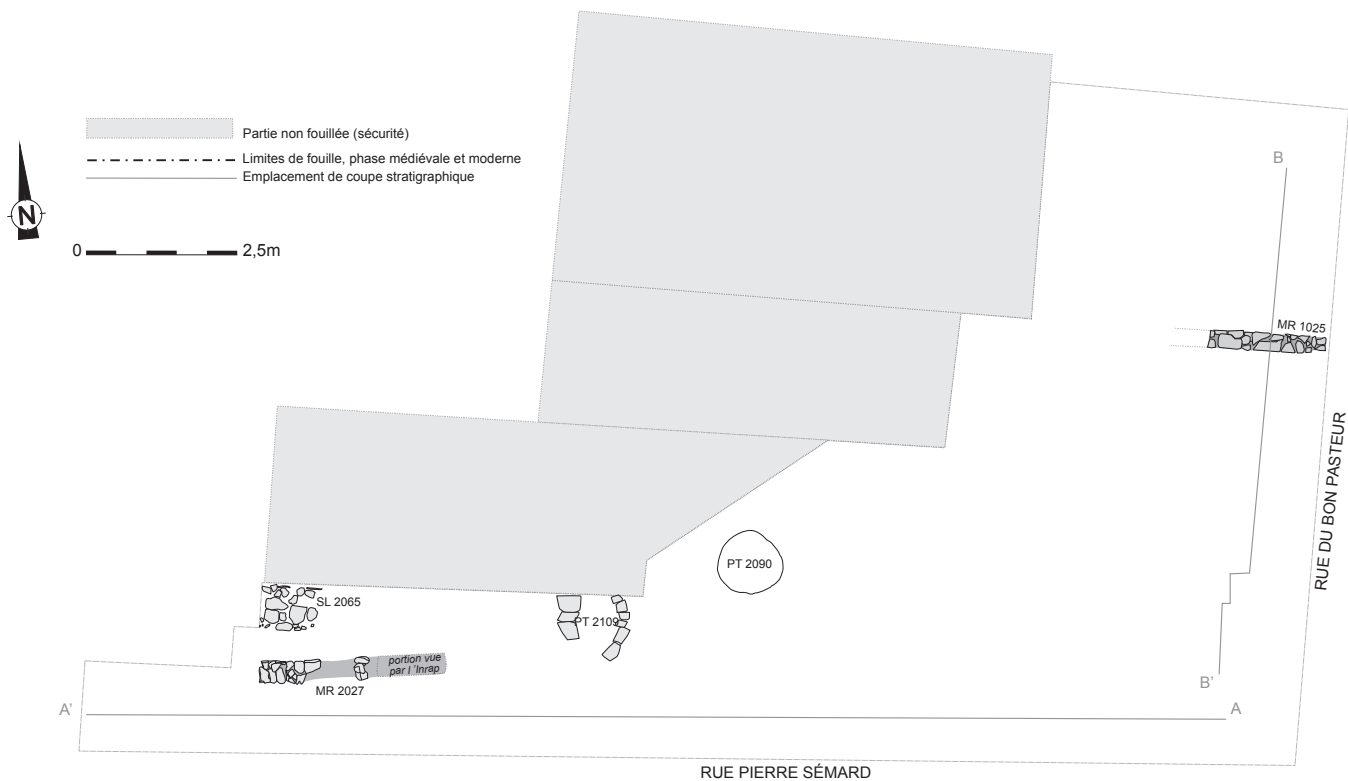 Partie non fouillée (sécurité)
Limites de fouille, phase médiévale et moderne
Emplacement de coupe stratigraphique
N
0 2,5m
B
MR 1025
RUE DU BON PASTEUR
PT 2090
SL 2065
PT 2109
portion vue
par l 'Inrap
MR 2027
B'
A'
A
RUE PIERRE SÉMARD